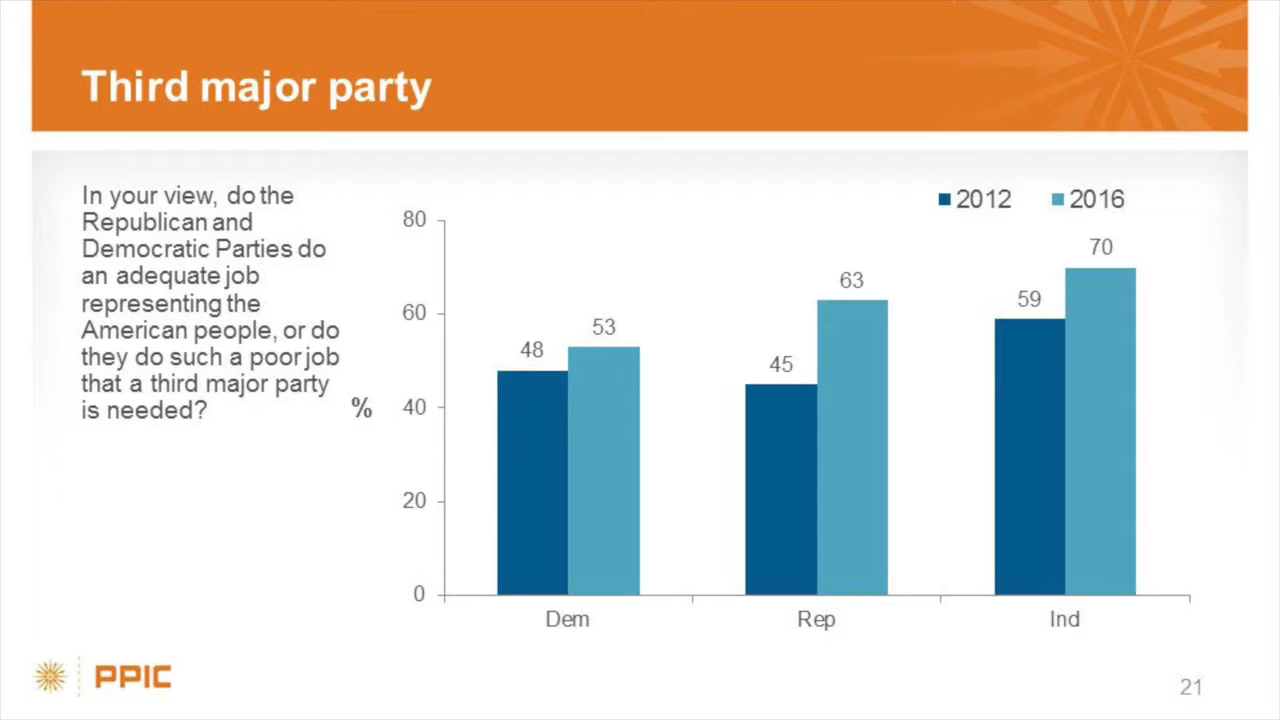 Third major party
In your view, do the
Republican and
Democratic Parties do
an adequate job
representing the
American people, or do
they do such a poor job
that a third major party
is needed?
%
2012 2016
80
60
40
20
0
48
53
45
63
59
70
Dem Rep Ind
PPIC
21